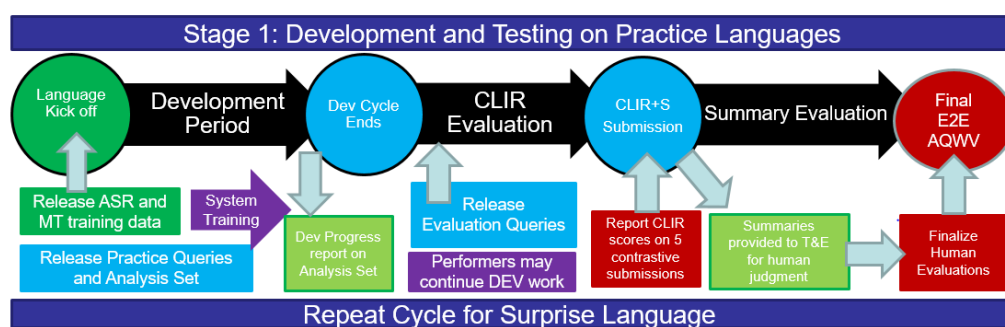 Stage 1: Development and Testing on Practice Languages
Language
Kick off
Development
Period
Dev Cycle
Ends
CLIR
Evaluation
CLIR+S
Submission
Summary Evaluation
Final
E2E
AQWV
Release ASR and
MT training data
System
Training
Release Practice Queries
and Analysis Set
Dev Progress
report on
Analysis Set
Release
Evaluation Queries
Performers may
continue DEV work
Report CLIR
scores on 5
contrastive
submissions
Summaries
provided to T&E
for human
judgment
Finalize
Human
Evaluations
Repeat Cycle for Surprise Language